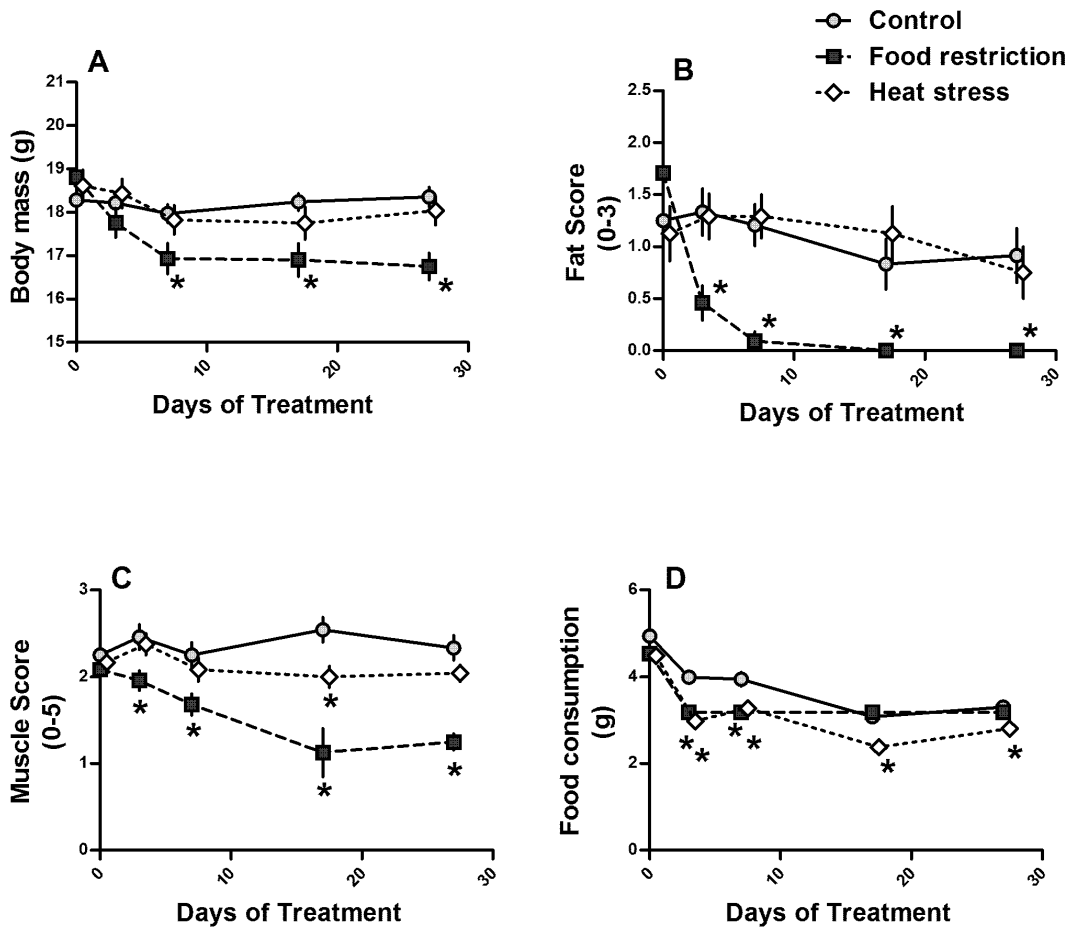 Control
Food restriction
Heat stress
A
Body mass (g)
21
20
19
18
17
16
15
0
10
20
30
Days of Treatment
B
Fat Score
(0-3)
2.5
2.0
1.5
1.0
0.5
0.0
0
10
20
30
Days of Treatment
* * *
* * * *
C
Muscle Score
(0-5)
3
2
1
0
0
10
20
30
Days of Treatment
* * * * *
D
Food consumption
(g)
6
4
2
0
0
10
20
30
Days of Treatment
* * * * * *